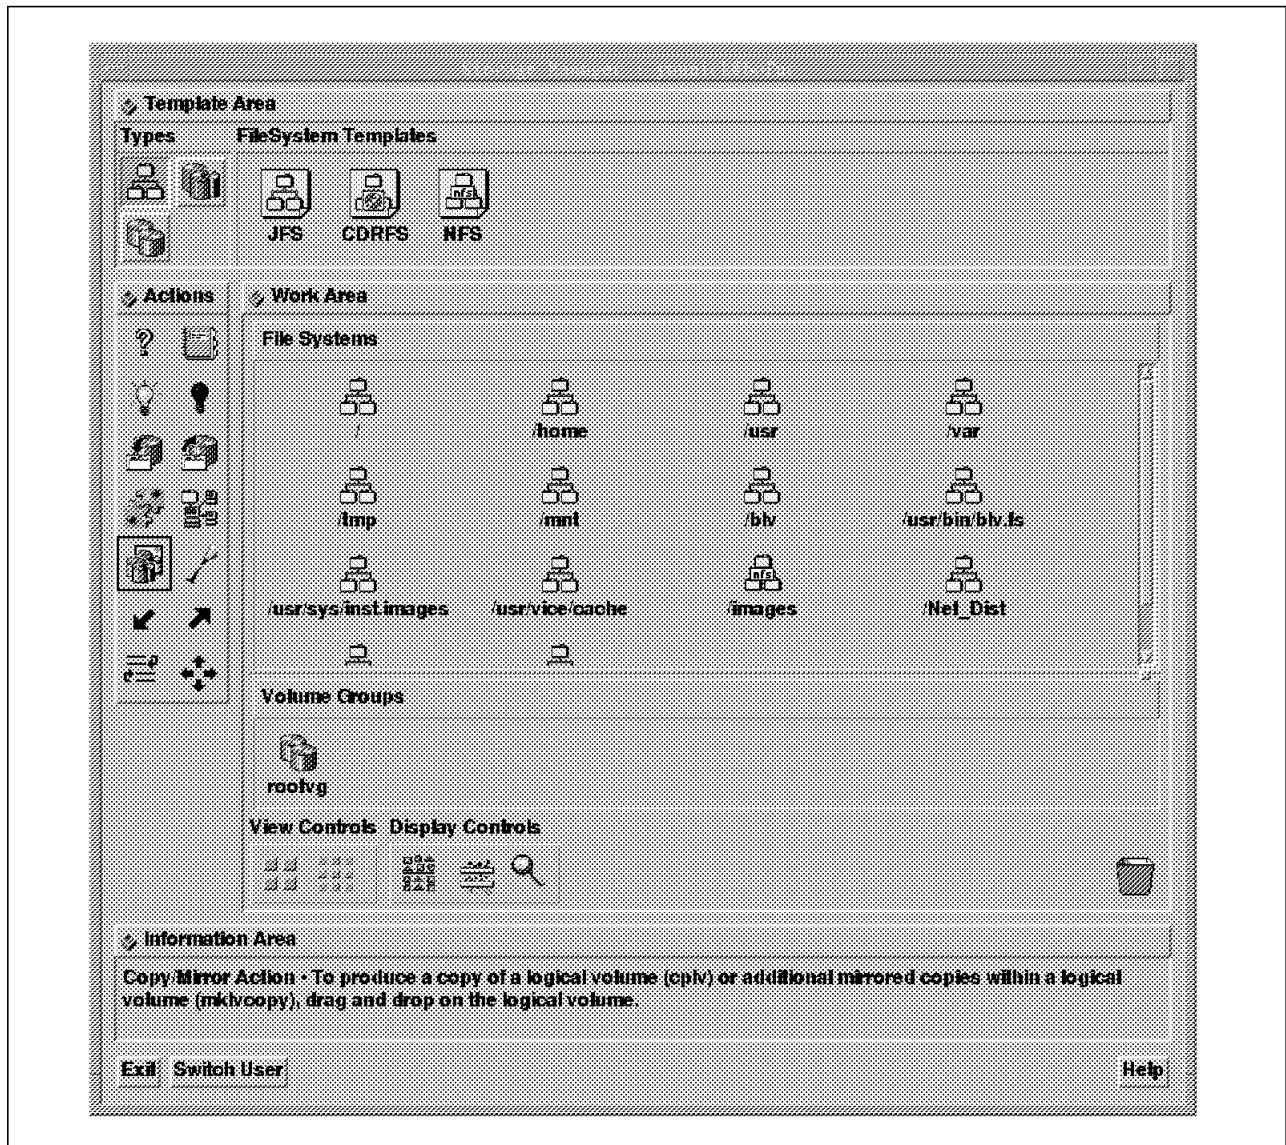 Template Area
Types
FileSystem Templates
nfs
JFS CDRFS NFS
Actions
Work Area
File Systems
?
/ /home /usr /var
/tmp /mnt /blv /usr/bin/blv.fs
nfs
/usr/sys/inst.images /usr/vice/cache /images /Net_Dist
Volume Groups
rootvg
View Controls Display Controls
Information Area
Copy/Mirror Action - To produce a copy of a logical volume (cplv) or additional mirrored copies within a logical
volume (mklvcopy), drag and drop on the logical volume.
Exit Switch User Help